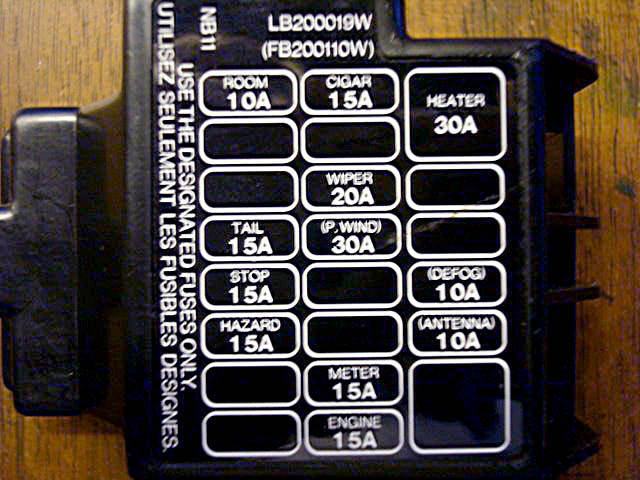 LB200019W
(FB200110W)
NB11
USE THE DESIGNATED FUSES ONLY.
UTILISEZ SEULEMENT LES FUSIBLES DESIGNES.
ROOM
10A
CIGAR
15A
HEATER
30A
WIPER
20A
TAIL
15A
(P.WIND)
30A
STOP
15A
(DEFOG)
10A
HAZARD
15A
(ANTENNA)
10A
METER
15A
ENGINE
15A